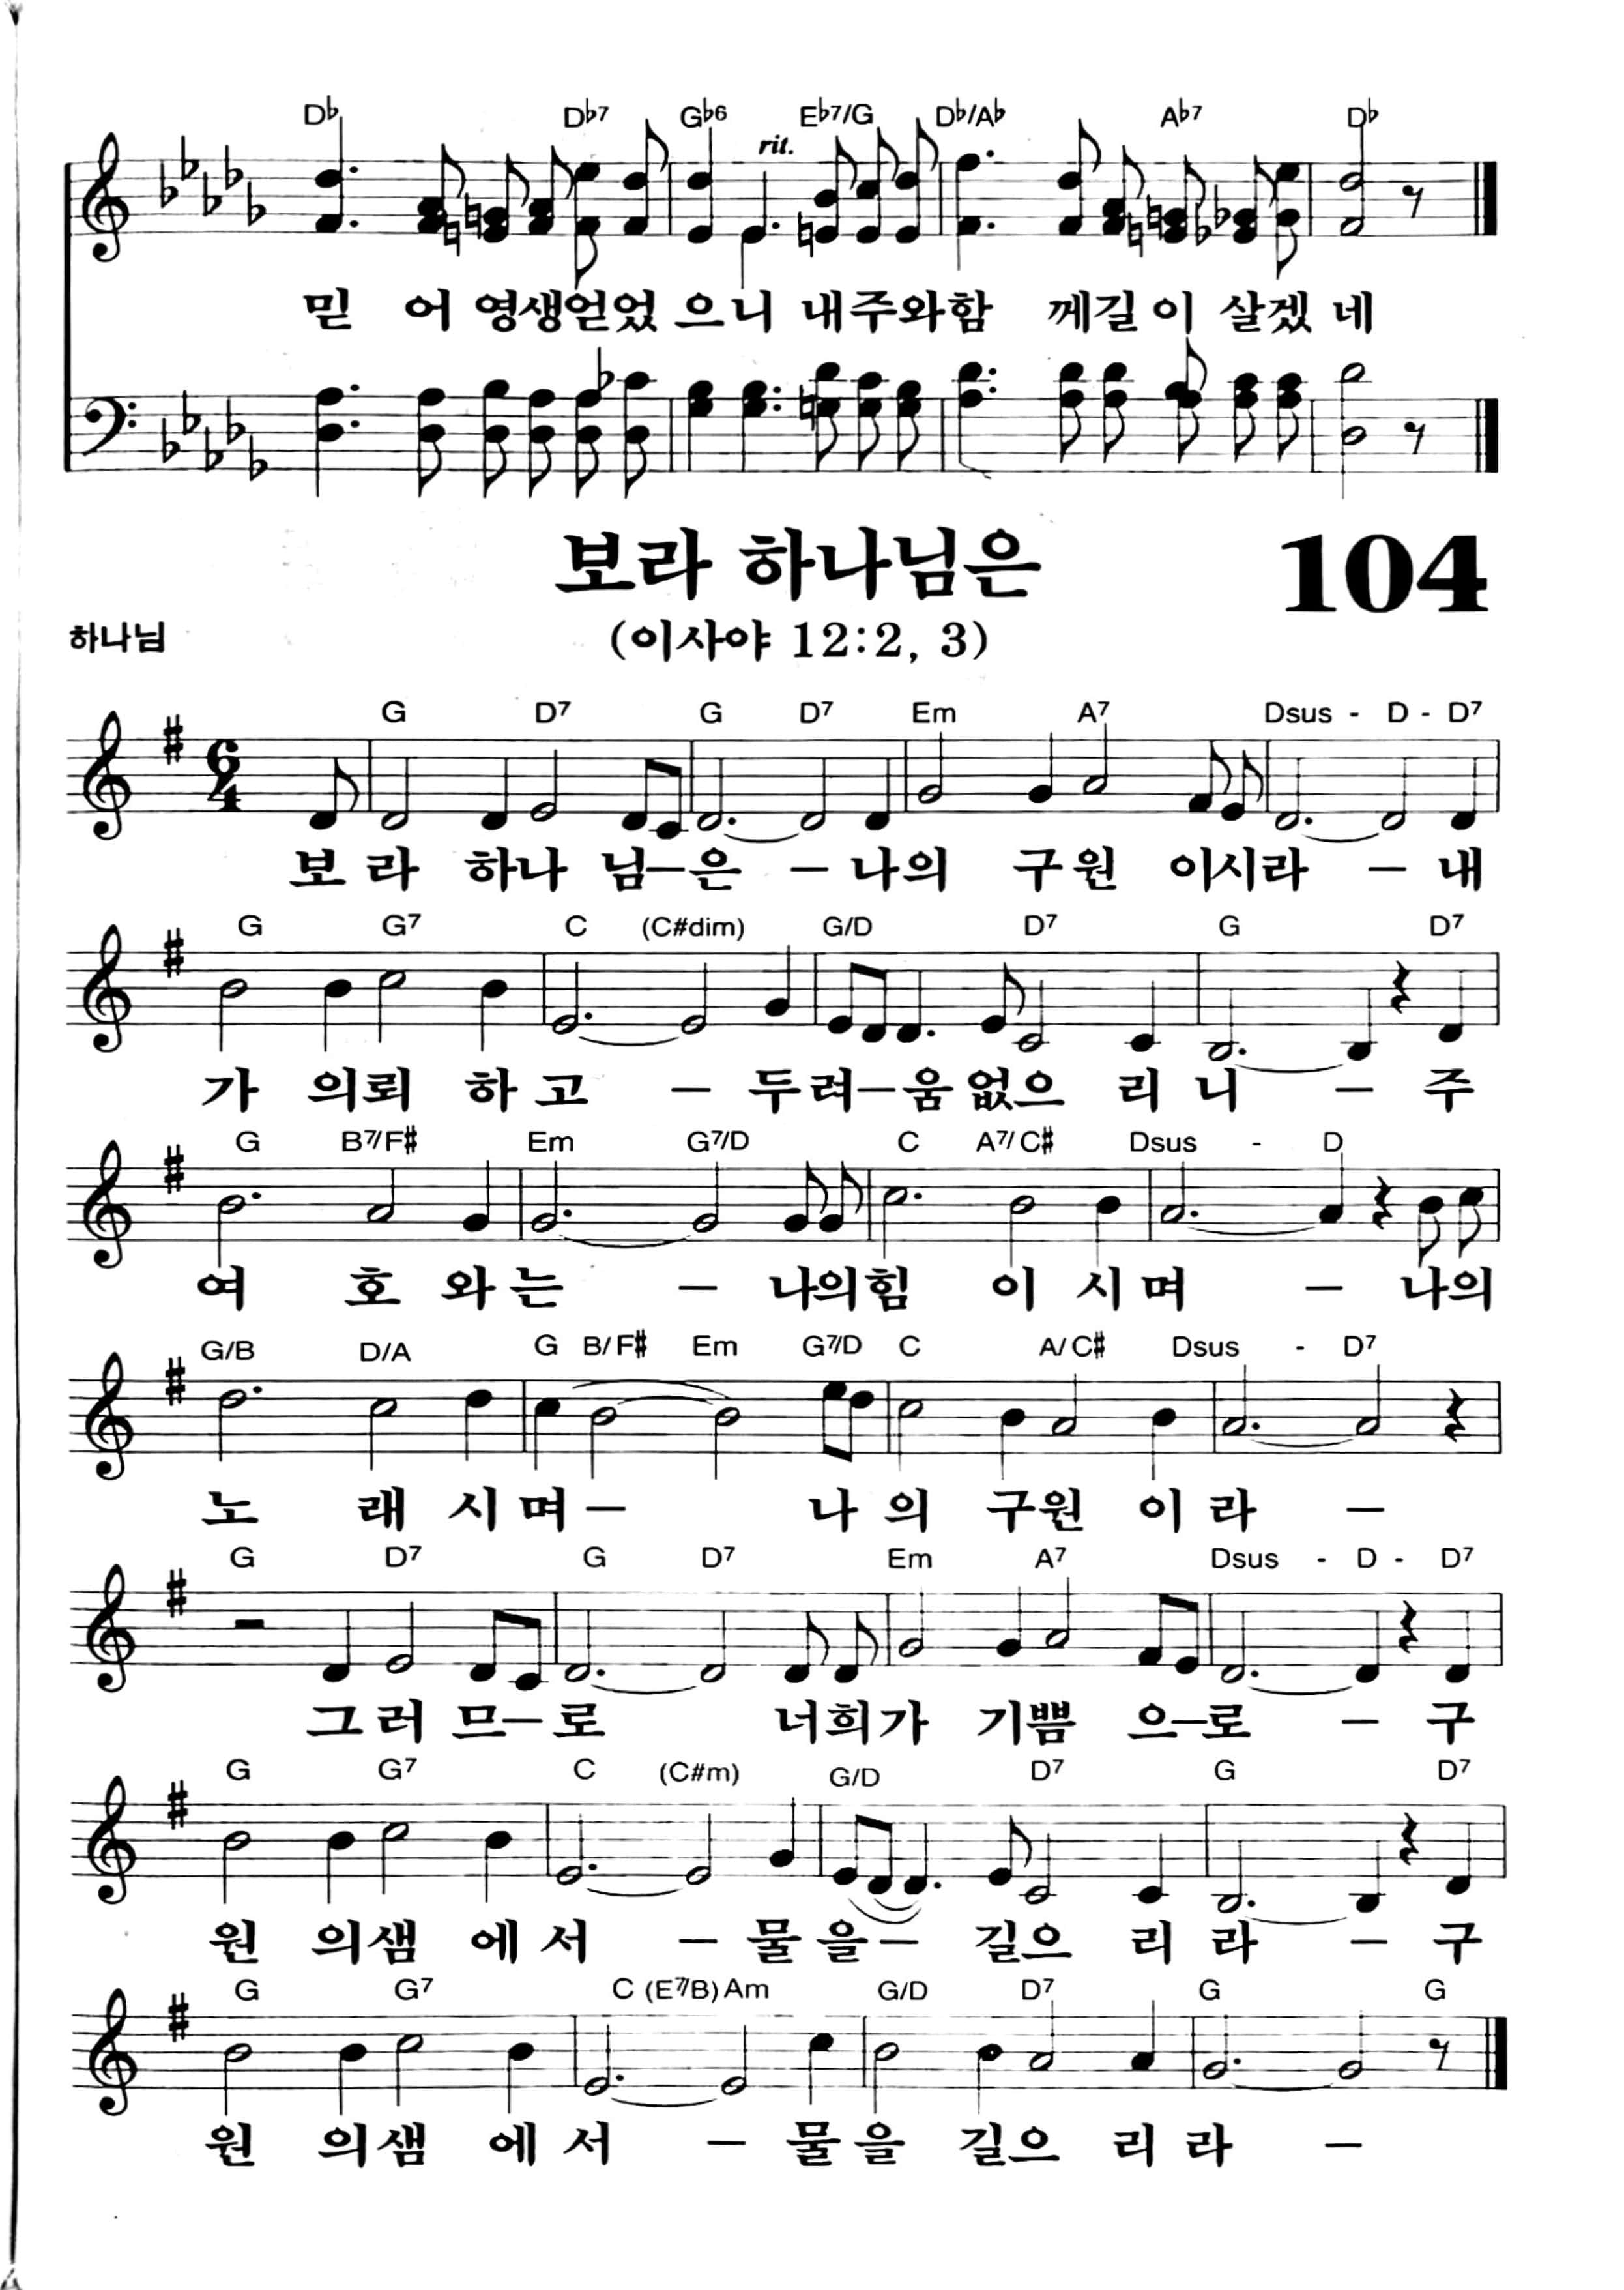 D♭ D♭7 G♭6 E♭7/G D♭/A♭ A♭7 D♭
rit.
믿 어 영생얻었 으니 내주와함 께길이 살겠 네
보라 하나님은 104
하나님 (이사야 12:2, 3)
G D7 G D7 Em A7 Dsus - D - D7
6
4
보 라 하나 님–은 – 나의 구원 이시라 – 내
G G7 C (C#dim) G/D D7 G D7
가 의뢰 하 고 – 두려–움 없으 리 니 – 주
G B7/F# Em G7/D C A7/C# Dsus - D
여 호 와 는 – 나의힘 이 시 며 – 나의
G/B D/A G B/F# Em G7/D C A/C# Dsus - D7
노 래 시 며 – 나 의 구원 이 라 –
G D7 G D7 Em A7 Dsus - D - D7
그 러 므–로 너희가 기쁨 으–로 – 구
G G7 C (C#m) G/D D7 G D7
원 의샘 에 서 – 물 을– 길으 리 라 – 구
G G7 C (E7/B) Am G/D D7 G G
원 의샘 에 서 – 물 을 길으 리 라 –